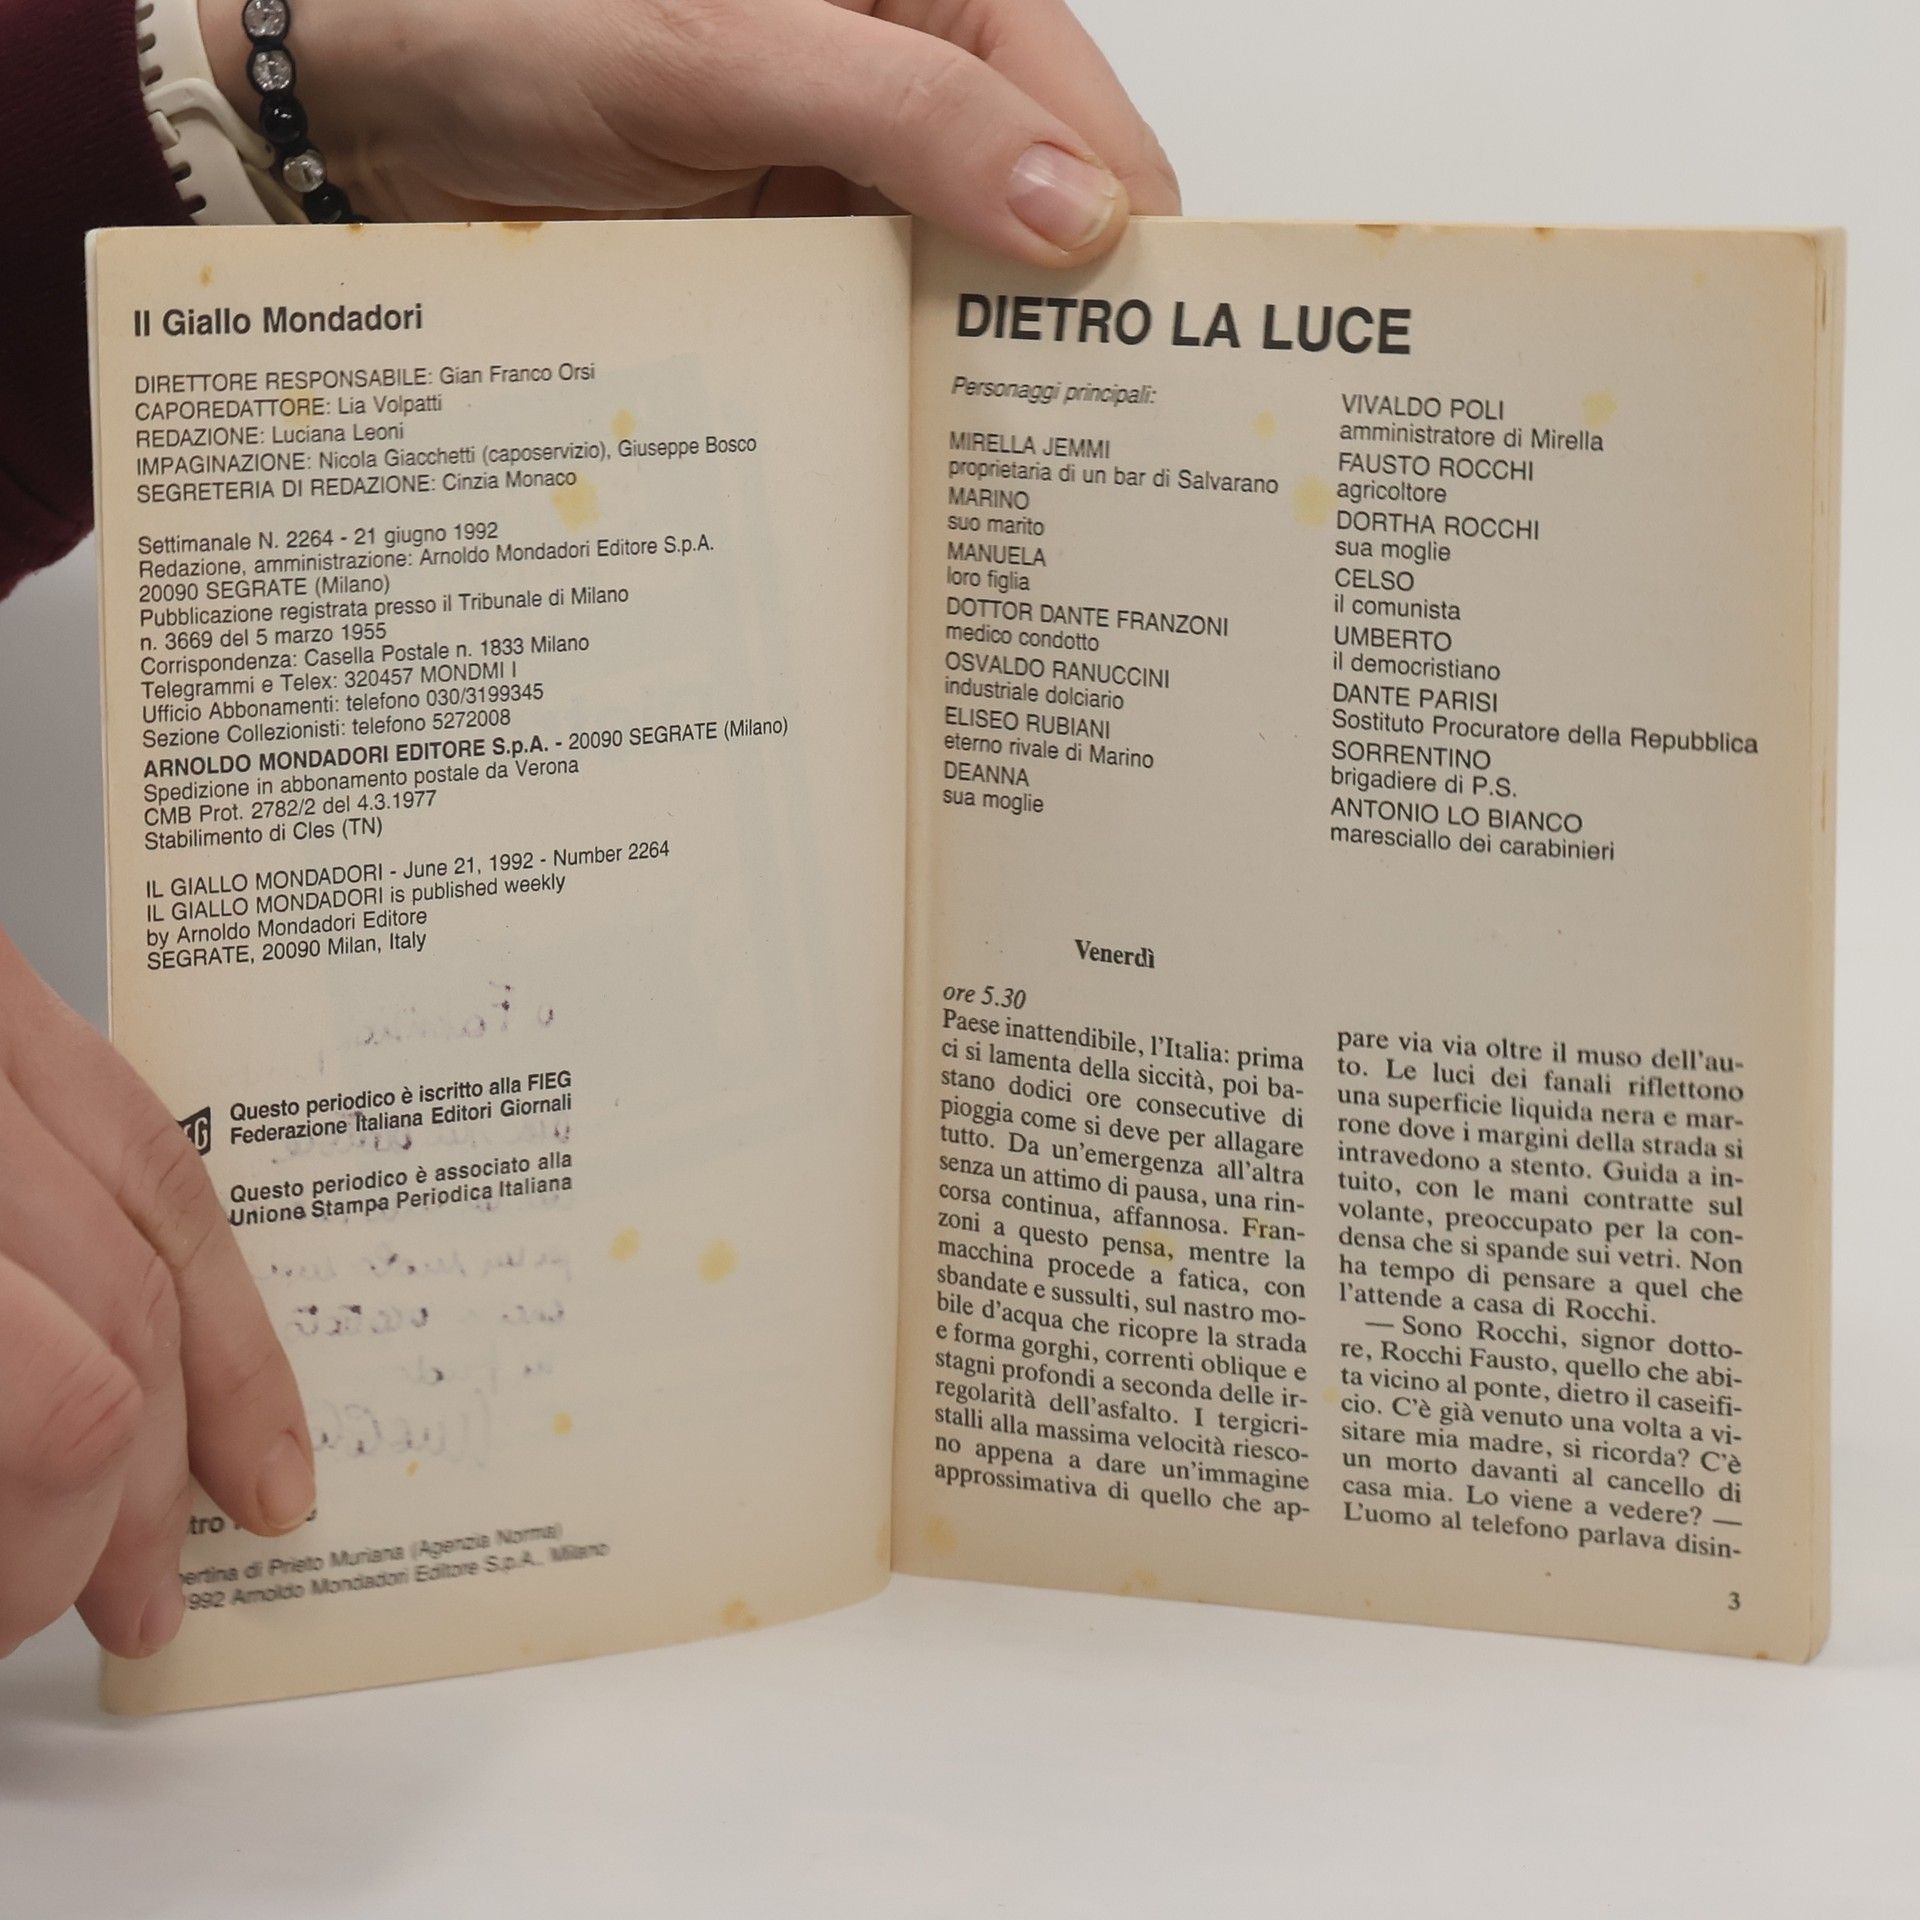 Il Giallo Mondadori
DIRETTORE RESPONSABILE: Gian Franco Orsi
CAPOREDATTORE: Lia Volpatti
REDAZIONE: Luciana Leoni
IMPAGINAZIONE: Nicola Giacchetti (caposervizio), Giuseppe Bosco
SEGRETERIA DI REDAZIONE: Cinzia Monaco
Settimanale N. 2264 - 21 giugno 1992
Redazione, amministrazione: Arnoldo Mondadori Editore S.p.A.
20090 SEGRATE (Milano)
Pubblicazione registrata presso il Tribunale di Milano
n. 3669 del 5 marzo 1955
Corrispondenza: Casella Postale n. 1833 Milano
Telegrammi e Telex: 320457 MONDMI I
Ufficio Abbonamenti: telefono 030/3199345
Sezione Collezionisti: telefono 5272008
ARNOLDO MONDADORI EDITORE S.p.A. - 20090 SEGRATE (Milano)
Spedizione in abbonamento postale da Verona
CMB Prot. 2782/2 del 4.3.1977
Stabilimento di Cles (TN)
IL GIALLO MONDADORI - June 21, 1992 - Number 2264
IL GIALLO MONDADORI is published weekly
by Arnoldo Mondadori Editore
SEGRATE, 20090 Milan, Italy
Questo periodico è iscritto alla FIEG
Federazione Italiana Editori Giornali
Questo periodico è associato alla
Unione Stampa Periodica Italiana
di Prieto Muriana (Agenzia Norma)
1992 Arnoldo Mondadori Editore S.p.A., Milano
DIETRO LA LUCE
Personaggi principali:
MIRELLA JEMMI
proprietaria di un bar di Salvarano
MARINO
suo marito
MANUELA
loro figlia
DOTTOR DANTE FRANZONI
medico condotto
OSVALDO RANUCCINI
industriale dolciario
ELISEO RUBIANI
eterno rivale di Marino
DEANNA
sua moglie
VIVALDO POLI
amministratore di Mirella
FAUSTO ROCCHI
agricoltore
DORTHA ROCCHI
sua moglie
CELSO
il comunista
UMBERTO
il democristiano
DANTE PARISI
Sostituto Procuratore della Repubblica
SORRENTINO
brigadiere di P.S.
ANTONIO LO BIANCO
maresciallo dei carabinieri
Venerdì
ore 5.30
Paese inattendibile, l'Italia: prima
ci si lamenta della siccità, poi ba-
stano dodici ore consecutive di
pioggia come si deve per allagare
tutto. Da un'emergenza all'altra
senza un attimo di pausa, una rin-
corsa continua, affannosa. Fran-
zoni a questo pensa, mentre la
macchina procede a fatica, con
sbandate e sussulti, sul nastro mo-
bile d'acqua che ricopre la strada
e forma gorghi, correnti oblique e
stagni profondi a seconda delle ir-
regolarità dell'asfalto. I tergicri-
stalli alla massima velocità riesco-
no appena a dare un'immagine
approssimativa di quello che ap-
pare via via oltre il muso dell'au-
to. Le luci dei fanali riflettono
una superficie liquida nera e mar-
rone dove i margini della strada si
intravedono a stento. Guida a in-
tuito, con le mani contratte sul
volante, preoccupato per la con-
densa che si spande sui vetri. Non
ha tempo di pensare a quel che
l'attende a casa di Rocchi.
— Sono Rocchi, signor dotto-
re, Rocchi Fausto, quello che abi-
ta vicino al ponte, dietro il caseifi-
cio. C'è già venuto una volta a vi-
sitare mia madre, si ricorda? C'è
un morto davanti al cancello di
casa mia. Lo viene a vedere? —
L'uomo al telefono parlava disin-
3